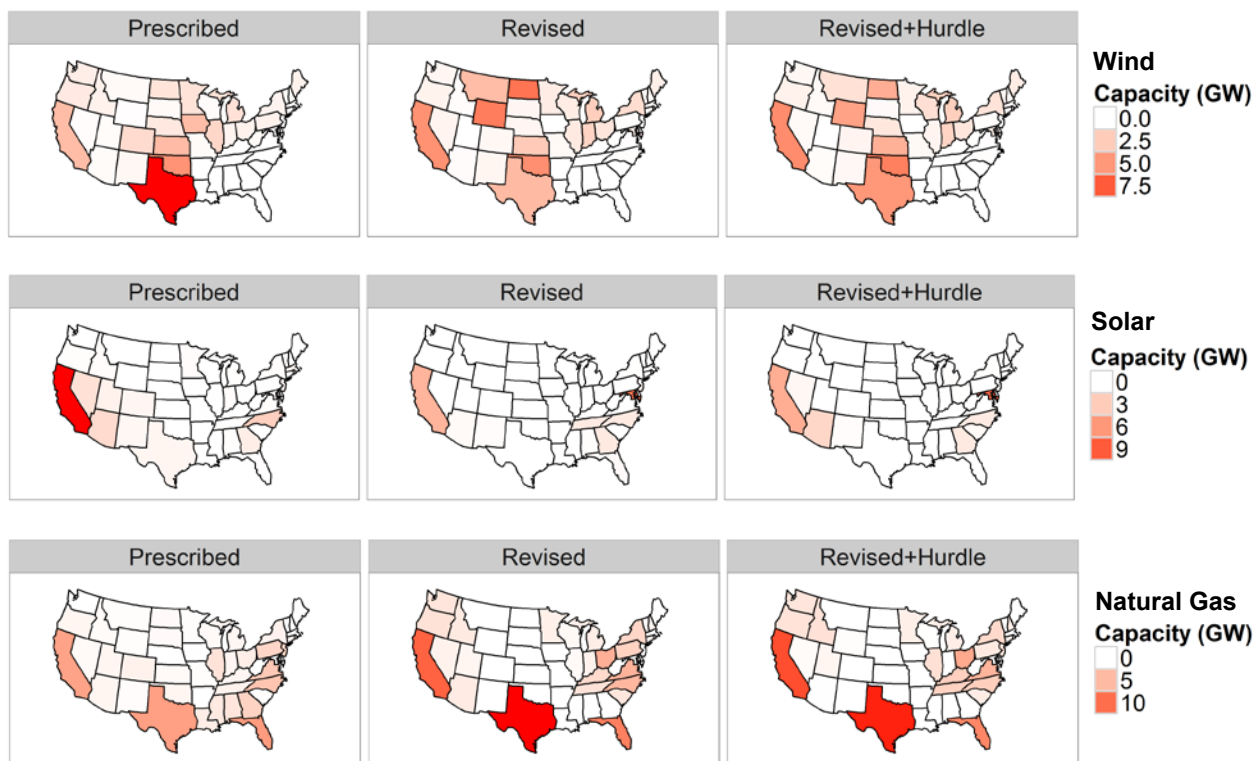 Prescribed
Revised
Revised+Hurdle
Wind
Capacity (GW)
0.0
2.5
5.0
7.5
Prescribed
Revised
Revised+Hurdle
Solar
Capacity (GW)
0
3
6
9
Prescribed
Revised
Revised+Hurdle
Natural Gas
Capacity (GW)
0
5
10